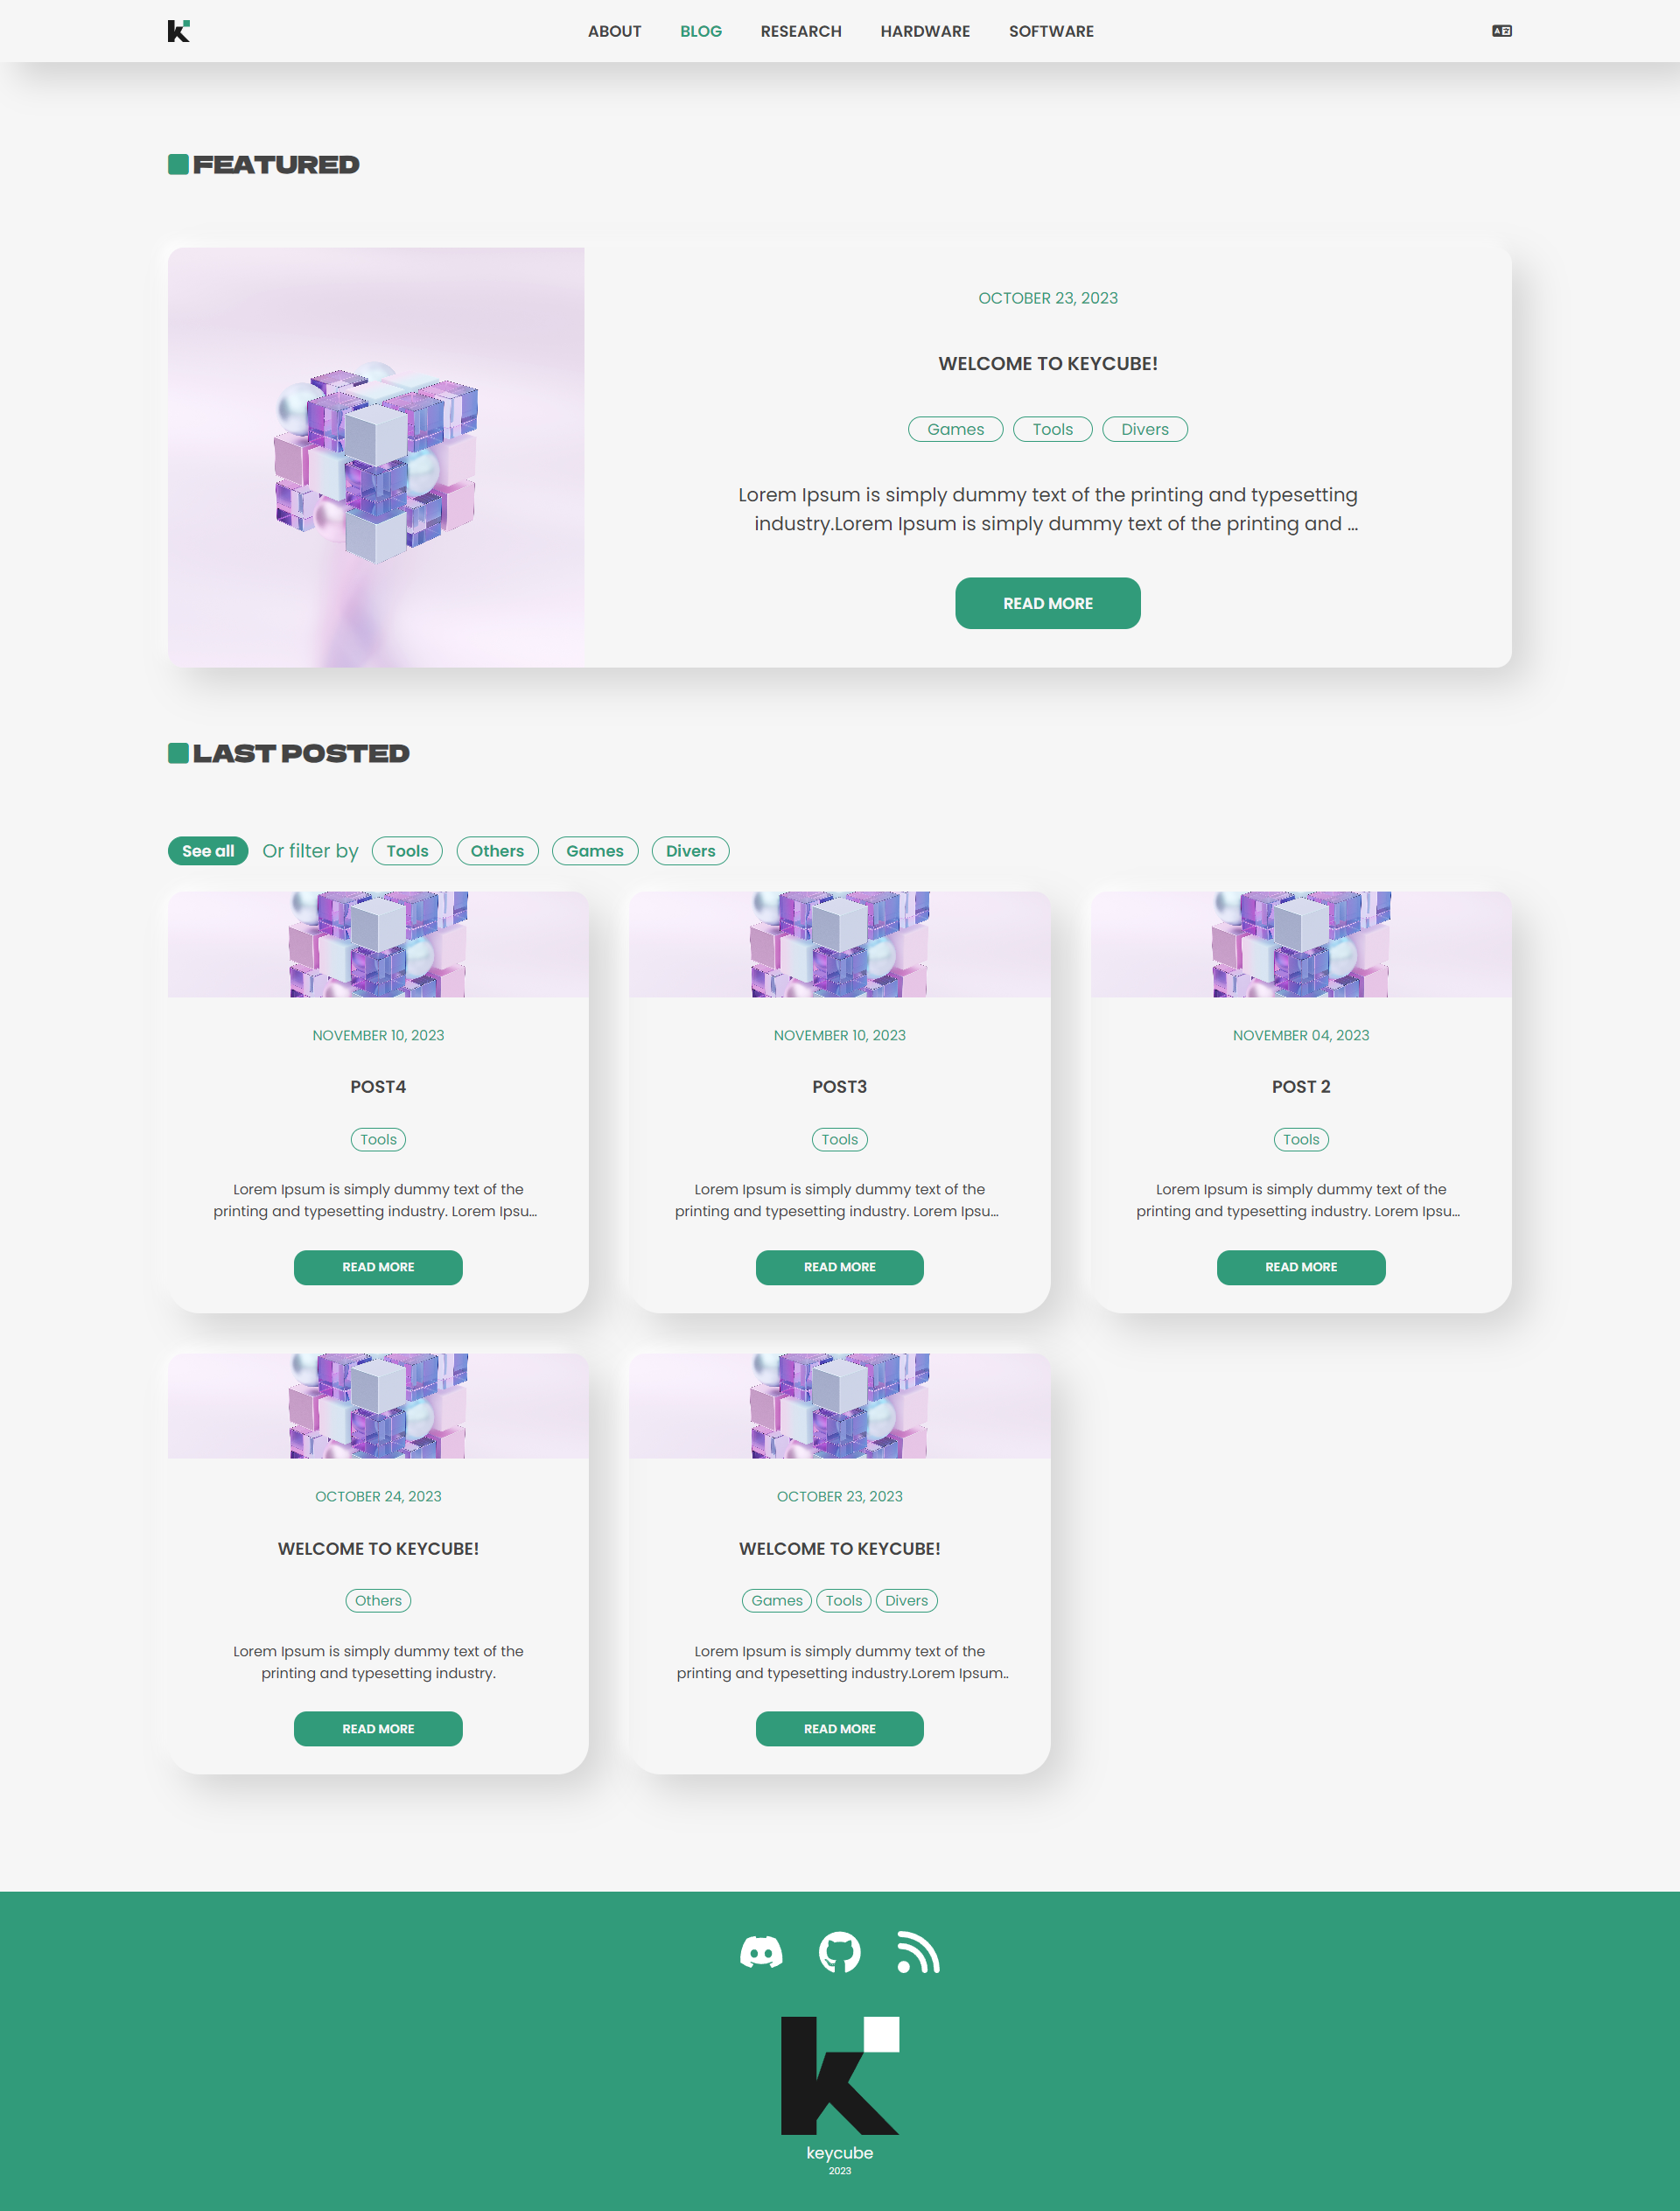 ABOUT BLOG RESEARCH HARDWARE SOFTWARE
FEATURED
OCTOBER 23, 2023
WELCOME TO KEYCUBE!
Games Tools Divers
Lorem Ipsum is simply dummy text of the printing and typesetting
industry.Lorem Ipsum is simply dummy text of the printing and ...
READ MORE
LAST POSTED
See all Or filter by Tools Others Games Divers
NOVEMBER 10, 2023
POST4
Tools
Lorem Ipsum is simply dummy text of the
printing and typesetting industry. Lorem Ipsu...
READ MORE
NOVEMBER 10, 2023
POST3
Tools
Lorem Ipsum is simply dummy text of the
printing and typesetting industry. Lorem Ipsu...
READ MORE
NOVEMBER 04, 2023
POST 2
Tools
Lorem Ipsum is simply dummy text of the
printing and typesetting industry. Lorem Ipsu...
READ MORE
OCTOBER 24, 2023
WELCOME TO KEYCUBE!
Others
Lorem Ipsum is simply dummy text of the
printing and typesetting industry.
READ MORE
OCTOBER 23, 2023
WELCOME TO KEYCUBE!
Games Tools Divers
Lorem Ipsum is simply dummy text of the
printing and typesetting industry.Lorem Ipsum..
READ MORE
k
keycube
2023